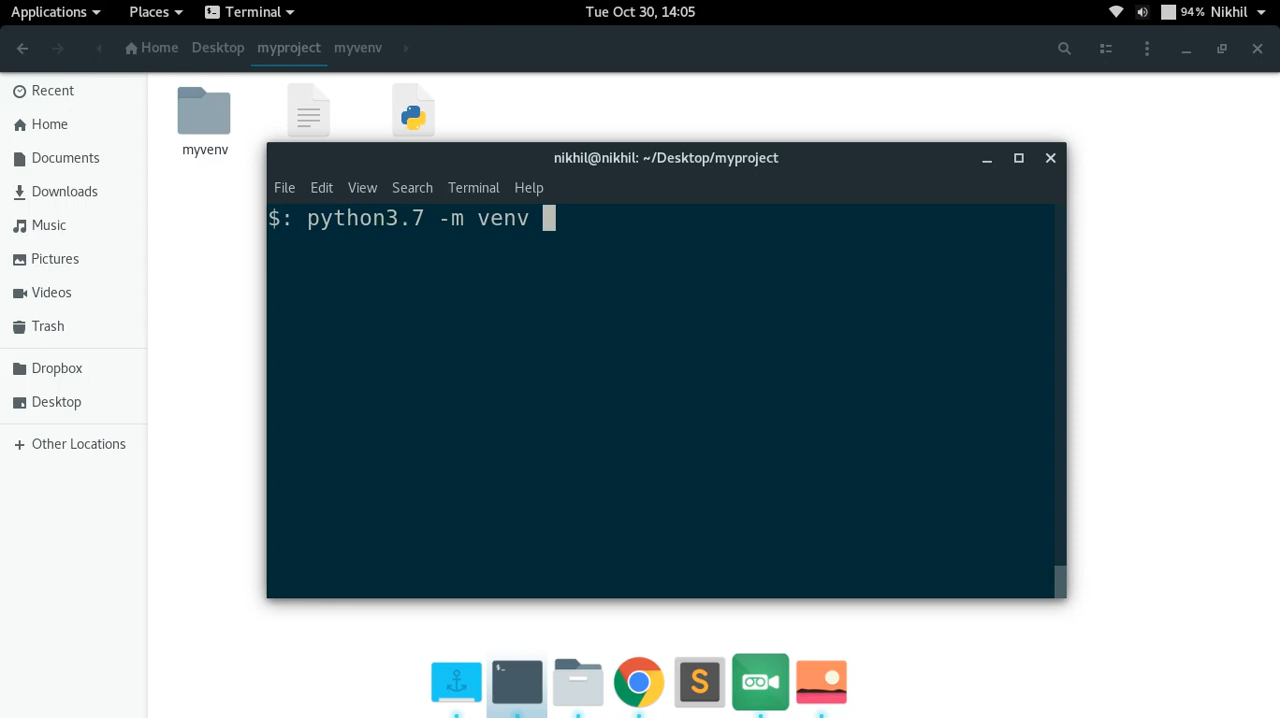 Applications Places Terminal Tue Oct 30, 14:05 94% Nikhil
Home Desktop myproject myvenv
Recent
Home
Documents
Downloads
Music
Pictures
Videos
Trash
Dropbox
Desktop
+ Other Locations
myvenv
nikhil@nikhil: ~/Desktop/myproject
File Edit View Search Terminal Help
$: python3.7 -m venv
$_
S